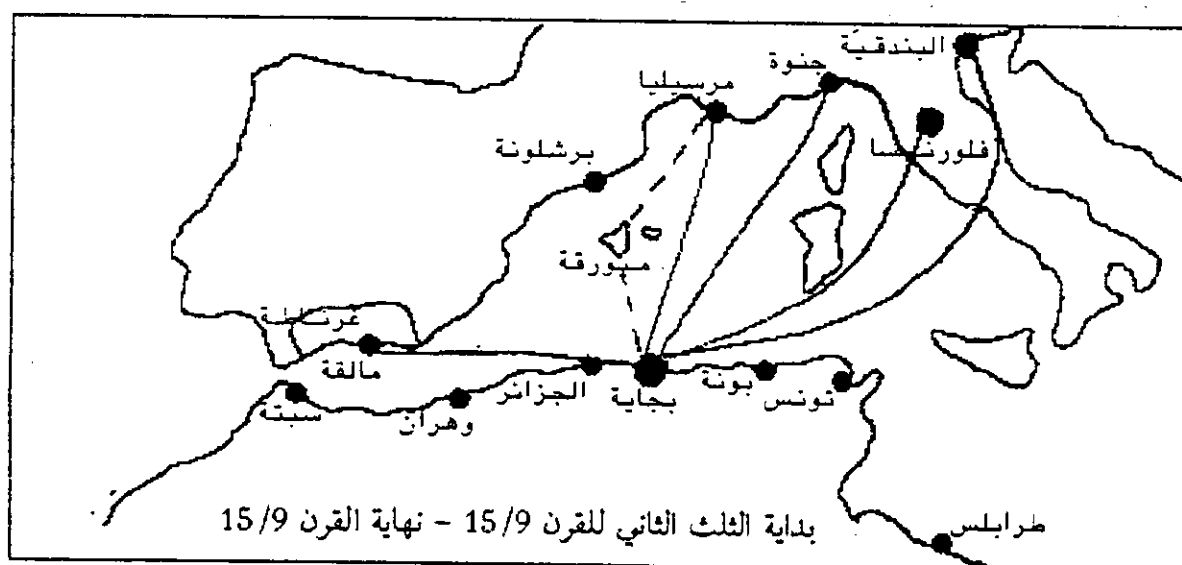 البندقية
جنوة
مرسيليا
فلورنسا
برشلونة
ميورقة
غرناطة
مالقة
الجزائر
بجاية
بونة
تونس
سبتة
وهران
طرابلس
بداية الثلث الثاني للقرن 15/9 - نهاية القرن 15/9